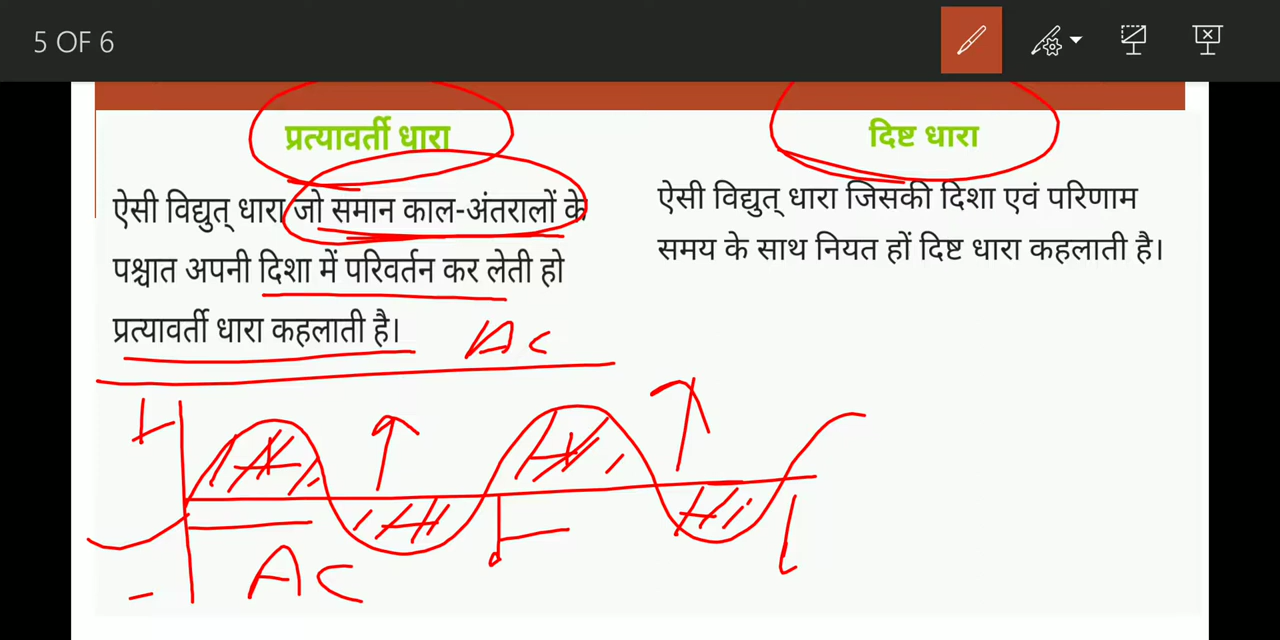 5 OF 6
प्रत्यावर्ती धारा
ऐसी विद्युत् धारा जो समान काल-अंतरालों के
पश्चात अपनी दिशा में परिवर्तन कर लेती हो
प्रत्यावर्ती धारा कहलाती है।
AC
AC
दिष्ट धारा
ऐसी विद्युत् धारा जिसकी दिशा एवं परिणाम
समय के साथ नियत हों दिष्ट धारा कहलाती है।